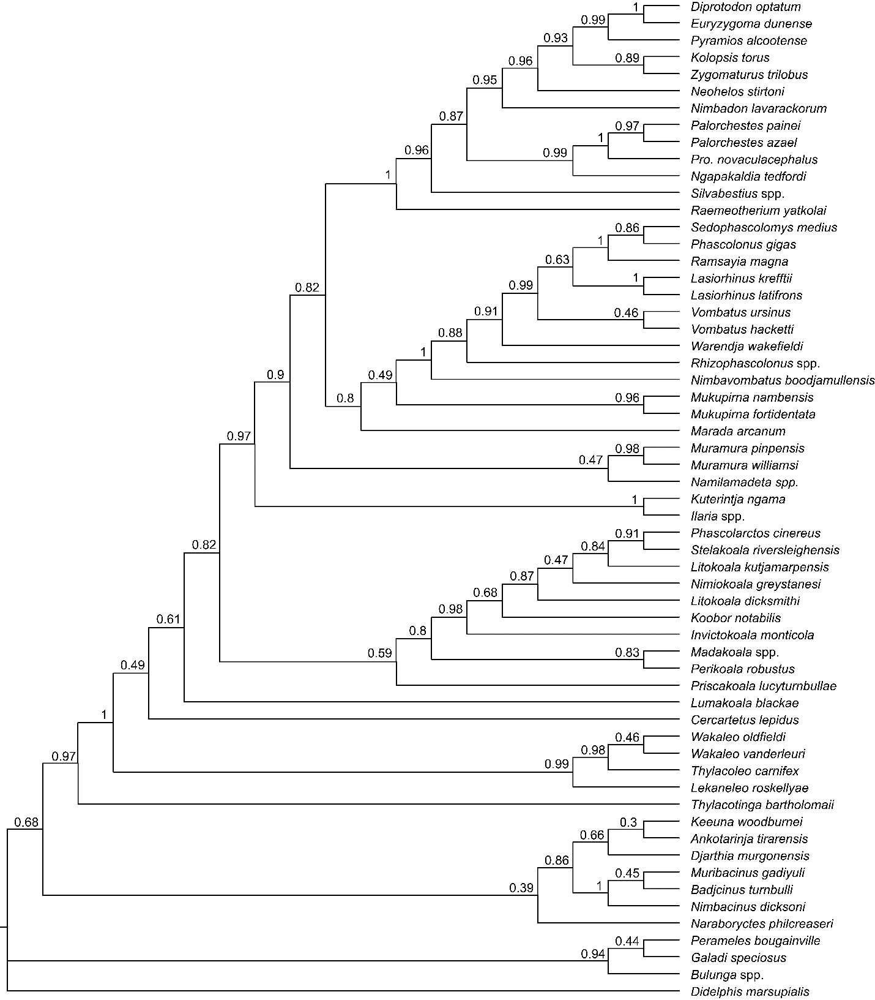 1 Diprotodon optatum
0.99 Euryzygoma dunense
0.93 Pyramios alcootense
0.89 Kolopsis torus
0.96 Zygomaturus trilobus
0.95 Neohelos stirtoni
Nimbadon lavarackorum
0.87 0.97 Palorchestes painei
1 Palorchestes azael
0.96 0.99 Pro. novaculacephalus
1 Ngapakaldia tedfordi
Silvabestius spp.
Raemeotherium yatkolai
0.86 Sedophascolomys medius
1 Phascolonus gigas
0.63 Ramsayia magna
1 Lasiorhinus krefftii
0.82 0.99 Lasiorhinus latifrons
0.91 0.46 Vombatus ursinus
0.88 Vombatus hacketti
1 Warendja wakefieldi
Rhizophascolonus spp.
0.9 0.49 Nimbavombatus boodjamullensis
0.8 0.96 Mukupirna nambensis
Mukupirna fortidentata
0.97 Marada arcanum
0.98 Muramura pinpensis
0.47 Muramura williamsi
Namilamadeta spp.
1 Kuterintja ngama
Ilaria spp.
0.91 Phascolarctos cinereus
0.82 0.84 Stelakoala riversleighensis
0.47 Litokoala kutjamarpensis
0.87 Nimiokoala greystanesi
0.68 Litokoala dicksmithi
0.61 0.98 Koobor notabilis
0.8 Invictokoala monticola
0.59 0.83 Madakoala spp.
0.49 Perikoala robustus
Priscakoala lucyturnbullae
Lumakoala blackae
1 Cercartetus lepidus
0.46 Wakaleo oldfieldi
0.97 0.98 Wakaleo vanderleuri
0.99 Thylacoleo carnifex
Lekaneleo roskellyae
Thylacotinga bartholomaii
0.68 0.3 Keeuna woodburnei
0.66 Ankotarinja tirarensis
0.86 Djarthia murgonensis
0.45 Muribacinus gadiyuli
0.39 1 Badjcinus turnbulli
Nimbacinus dicksoni
Naraboryctes philcreaseri
0.44 Perameles bougainville
0.94 Galadi speciosus
Bulunga spp.
Didelphis marsupialis